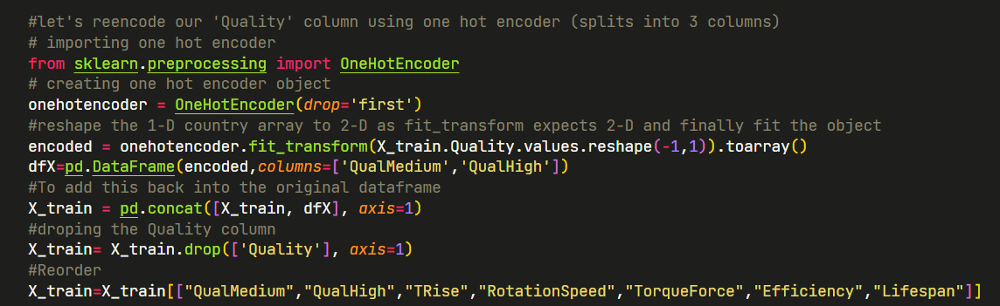 #let's reencode our 'Quality' column using one hot encoder (splits into 3 columns)
# importing one hot encoder
from sklearn.preprocessing import OneHotEncoder
# creating one hot encoder object
onehotencoder = OneHotEncoder(drop='first')
#reshape the 1-D country array to 2-D as fit_transform expects 2-D and finally fit the object
encoded = onehotencoder.fit_transform(X_train.Quality.values.reshape(-1,1)).toarray()
dfX=pd.DataFrame(encoded,columns=['QualMedium','QualHigh'])
#To add this back into the original dataframe
X_train = pd.concat([X_train, dfX], axis=1)
#droping the Quality column
X_train= X_train.drop(['Quality'], axis=1)
#Reorder
X_train=X_train[["QualMedium","QualHigh","TRise","RotationSpeed","TorqueForce","Efficiency","Lifespan"]]